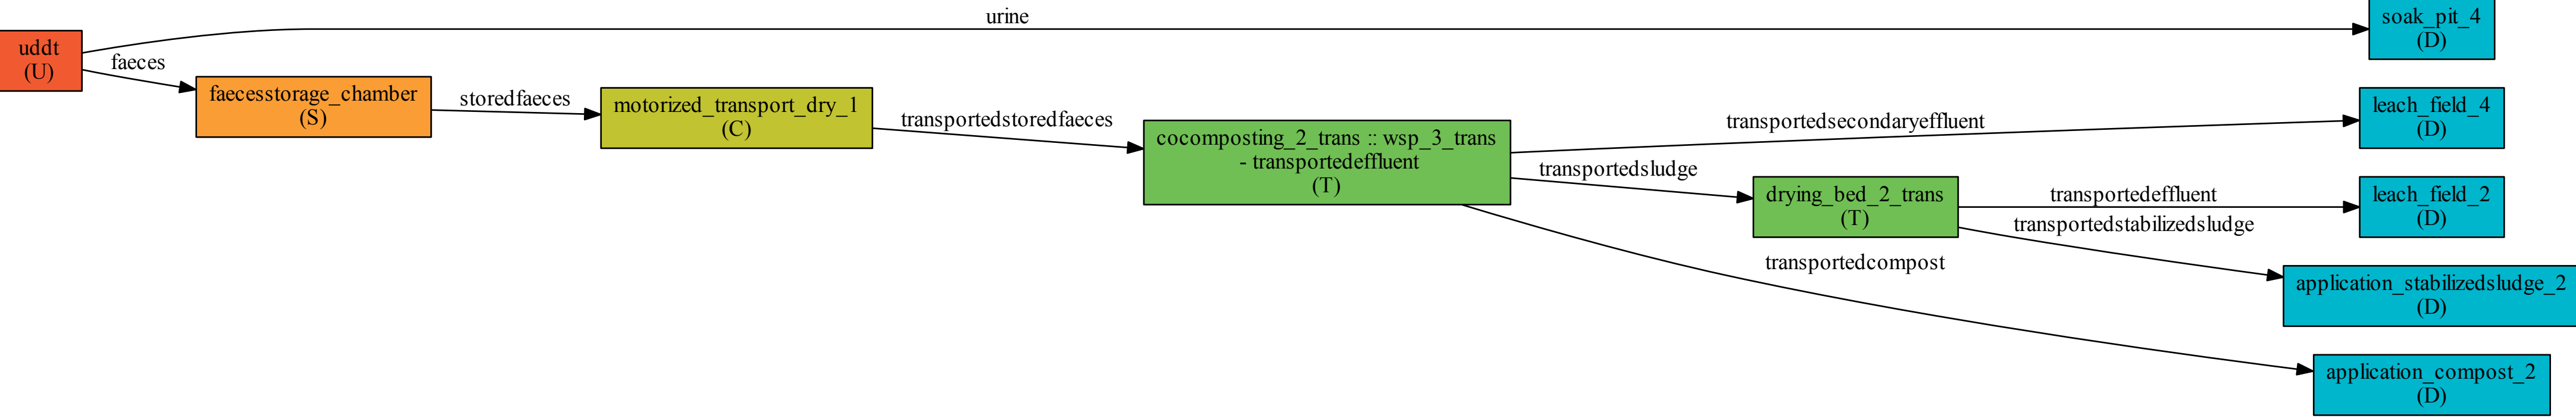 urine
soak_pit_4
(D)
uddt
(U)
faeces
faecesstorage_chamber
(S)
storedfaeces
motorized_transport_dry_1
(C)
transportedstoredfaeces
cocomposting_2_trans :: wsp_3_trans
- transportedeffluent
(T)
transportedsecondaryeffluent
leach_field_4
(D)
transportedsludge
drying_bed_2_trans
(T)
transportedeffluent
leach_field_2
(D)
transportedstabilizedsludge
application_stabilizedsludge_2
(D)
transportedcompost
application_compost_2
(D)